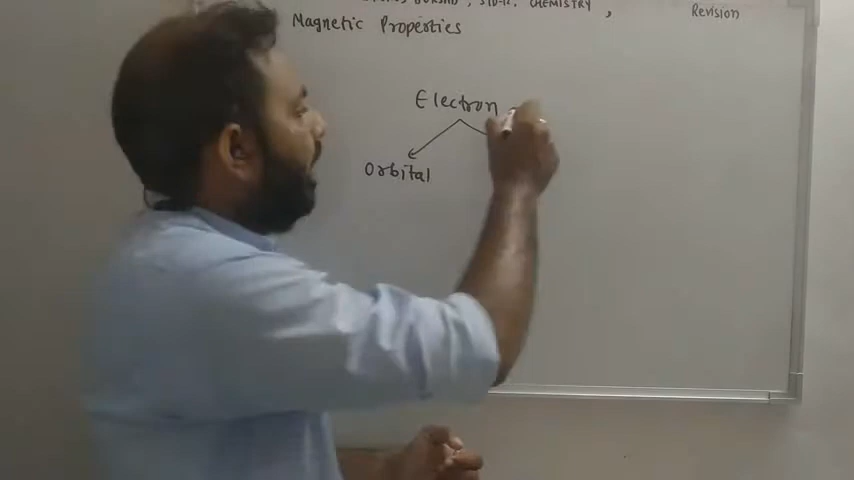 CHEMISTRY, Revision
Magnetic Properties
Electron
Orbital